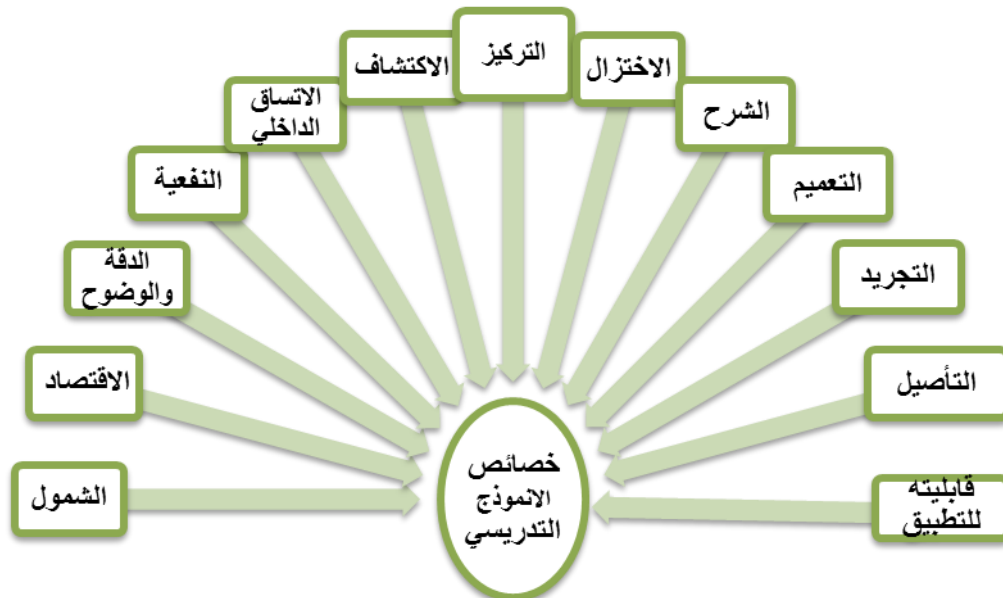 التركيز
الاختزال
الاكتشاف
الشرح
الاتساق
الداخلي
التعميم
النفعية
التجريد
الدقة
والوضوح
التأصيل
الاقتصاد
قابليته
للتطبيق
الشمول
خصائص
الانموذج
التدريسي